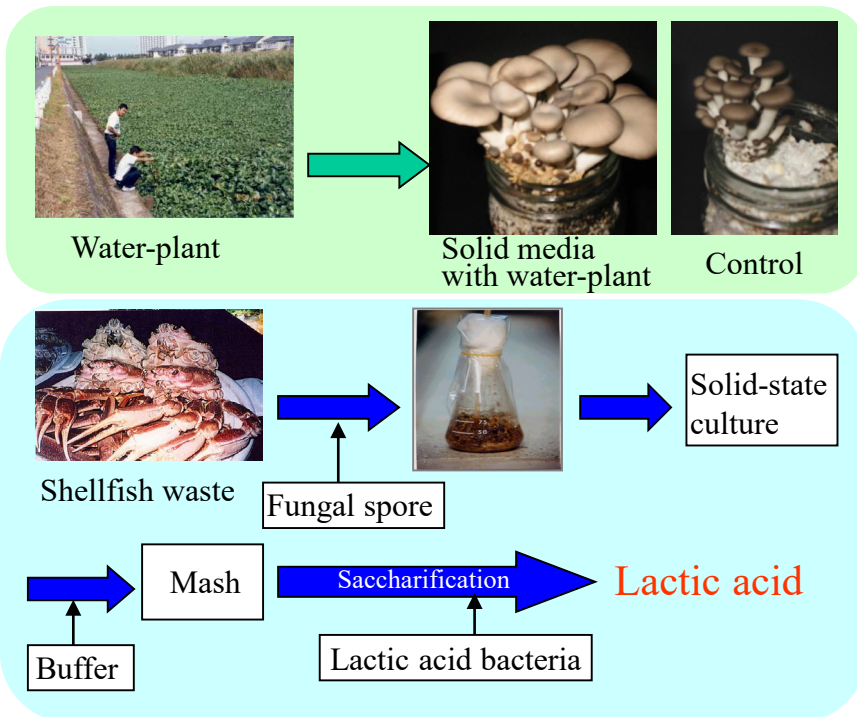 Water-plant
Solid media
with water-plant
Control
Shellfish waste
Fungal spore
Solid-state
culture
Buffer
Mash
Saccharification
Lactic acid bacteria
Lactic acid